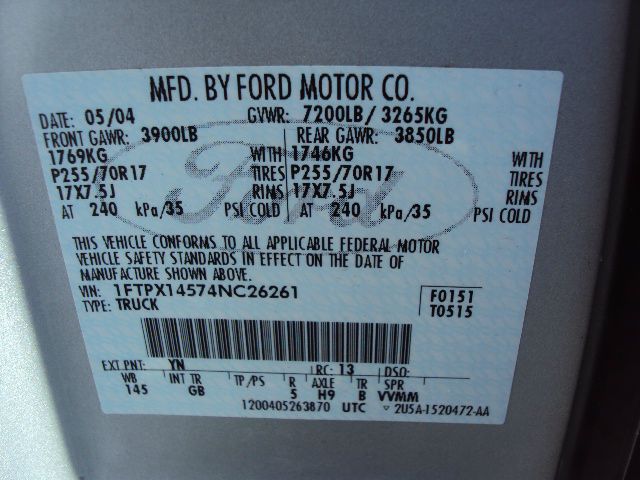 MFD. BY FORD MOTOR CO.
DATE: 05/04 GVWR: 7200LB/ 3265KG
FRONT GAWR: 3900LB REAR GAWR: 3850LB
1769KG WITH 1746KG WITH
P255/70R17 TIRES P255/70R17 TIRES
17X7.5J RIMS 17X7.5J RIMS
AT 240 kPa/35 PSI COLD AT 240 kPa/35 PSI COLD
Ford
THIS VEHICLE CONFORMS TO ALL APPLICABLE FEDERAL MOTOR
VEHICLE SAFETY STANDARDS IN EFFECT ON THE DATE OF
MANUFACTURE SHOWN ABOVE.
VIN: 1FTPX14574NC26261 F0151
TYPE: TRUCK T0515
EXT PNT: YN RC: 13 DSO:
WB INT TR TP/PS R AXLE TR SPR
145 GB 5 H9 B VVMM
1200405263870 UTC 2U5A-1520472-AA